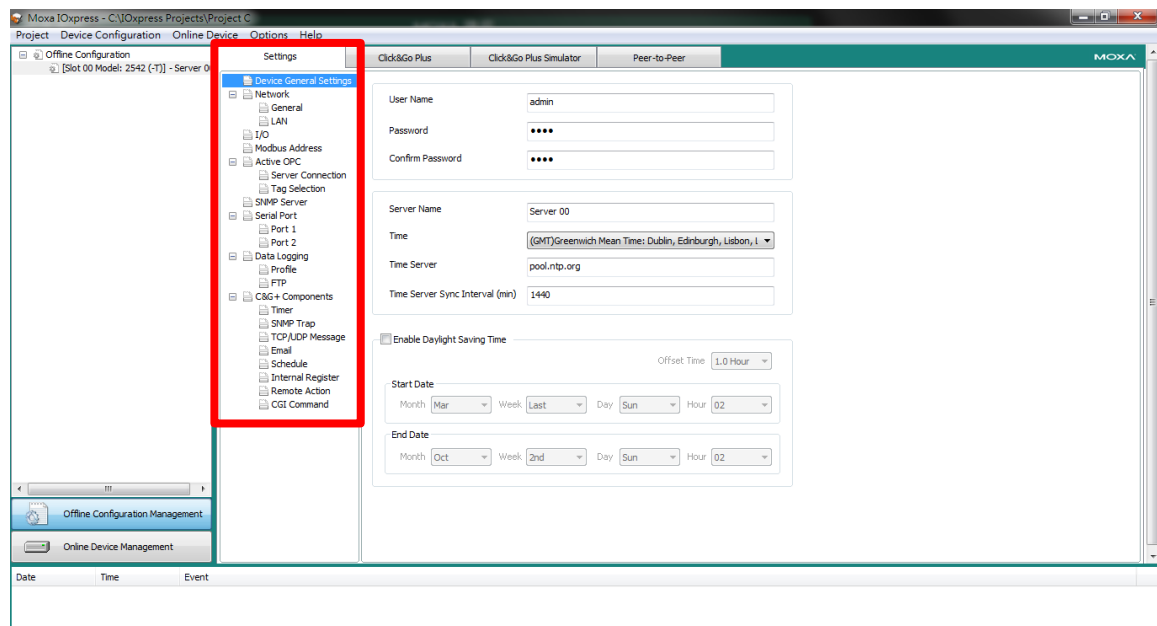 Moxa IOxpress - C:\IOxpress Projects\Project C
Project Device Configuration Online Device Options Help
Offline Configuration
[Slot 00 Model: 2542 (-T)] - Server 0
Settings
Click&Go Plus
Click&Go Plus Simulator
Peer-to-Peer
MOXA
Device General Settings
Network
General
LAN
I/O
Modbus Address
Active OPC
Server Connection
Tag Selection
SNMP Server
Serial Port
Port 1
Port 2
Data Logging
Profile
FTP
C&G+ Components
Timer
SNMP Trap
TCP/UDP Message
Email
Schedule
Internal Register
Remote Action
CGI Command
User Name admin
Password ••••
Confirm Password ••••
Server Name Server 00
Time (GMT)Greenwich Mean Time: Dublin, Edinburgh, Lisbon, L
Time Server pool.ntp.org
Time Server Sync Interval (min) 1440
Enable Daylight Saving Time
Offset Time 1.0 Hour
Start Date
Month Mar Week Last Day Sun Hour 02
End Date
Month Oct Week 2nd Day Sun Hour 02
Offline Configuration Management
Online Device Management
Date Time Event